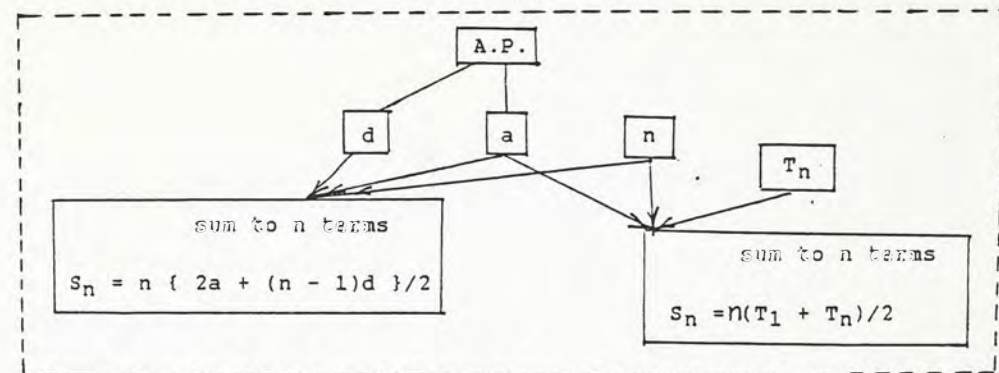 A.P.
d a n
Tn
sum to n terms
Sn = n { 2a + (n - 1)d }/2
sum to n terms
Sn =n(T1 + Tn)/2